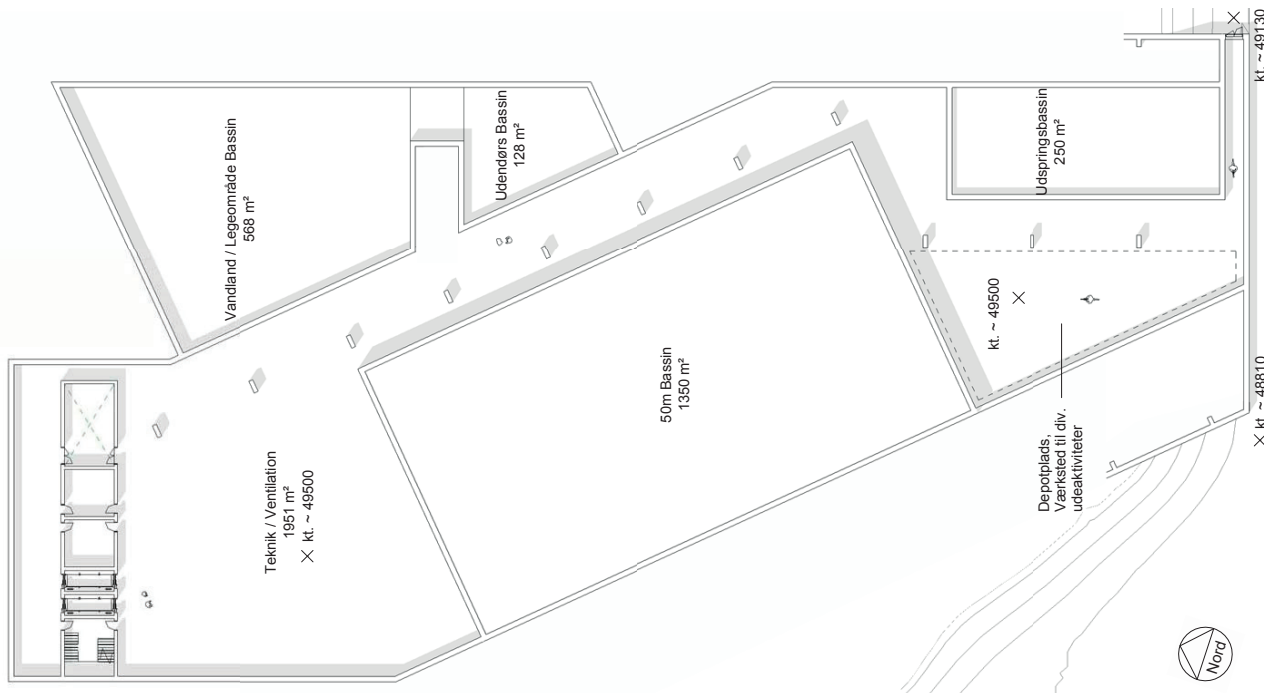 Vandland / Legeområde Bassin
568 m²
Udendørs Bassin
128 m²
Udspringsbassin
250 m²
kt. ~ 49130
Teknik / Ventilation
1951 m²
kt. ~ 49500
50m Bassin
1350 m²
kt. ~ 49500
Depotplads,
Værksted til div.
udeaktiviteter
kt. ~ 48810
Nord